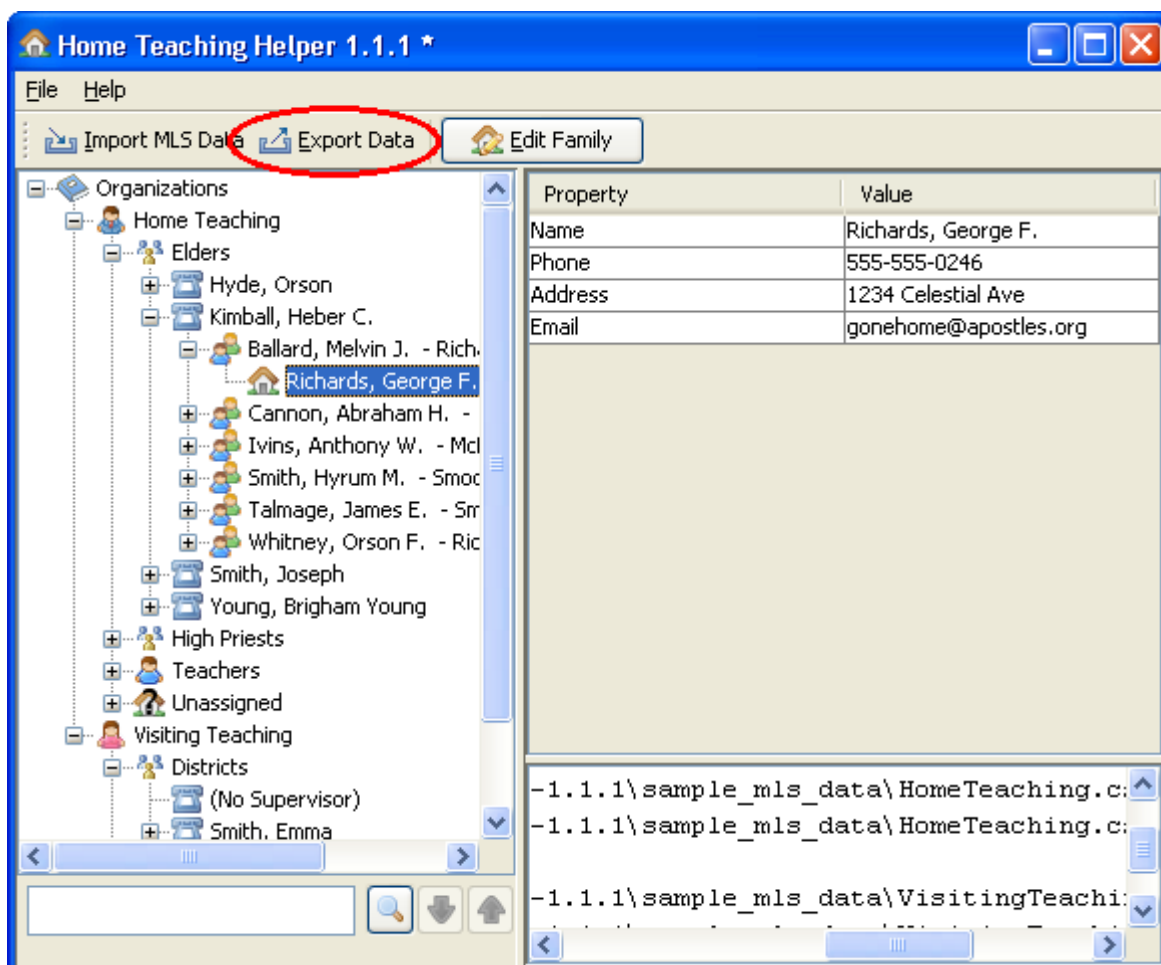 Home Teaching Helper 1.1.1 *
File Help
Import MLS Data Export Data Edit Family
Organizations
Home Teaching
Elders
Hyde, Orson
Kimball, Heber C.
Ballard, Melvin J. - Rich
Richards, George F.
Cannon, Abraham H. -
Ivins, Anthony W. - McI
Smith, Hyrum M. - Smoo
Talmage, James E. - Sm
Whitney, Orson F. - Ric
Smith, Joseph
Young, Brigham Young
High Priests
Teachers
Unassigned
Visiting Teaching
Districts
(No Supervisor)
Smith, Emma
Property Value
Name Richards, George F.
Phone 555-555-0246
Address 1234 Celestial Ave
Email gonehome@apostles.org
-1.1.1\sample_mls_data\HomeTeaching.c
-1.1.1\sample_mls_data\HomeTeaching.c
-1.1.1\sample_mls_data\VisitingTeachi